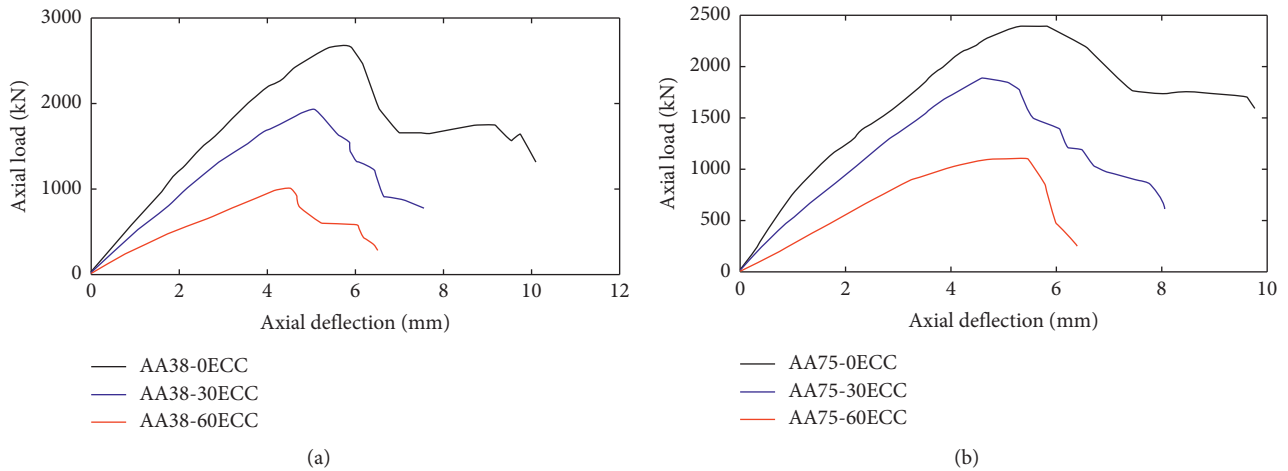 3000
2000
1000
0
Axial load (kN)
0 2 4 6 8 10 12
Axial deflection (mm)
AA38-0ECC
AA38-30ECC
AA38-60ECC
(a)
2500
2000
1500
1000
500
0
Axial load (kN)
0 2 4 6 8 10
Axial deflection (mm)
AA75-0ECC
AA75-30ECC
AA75-60ECC
(b)